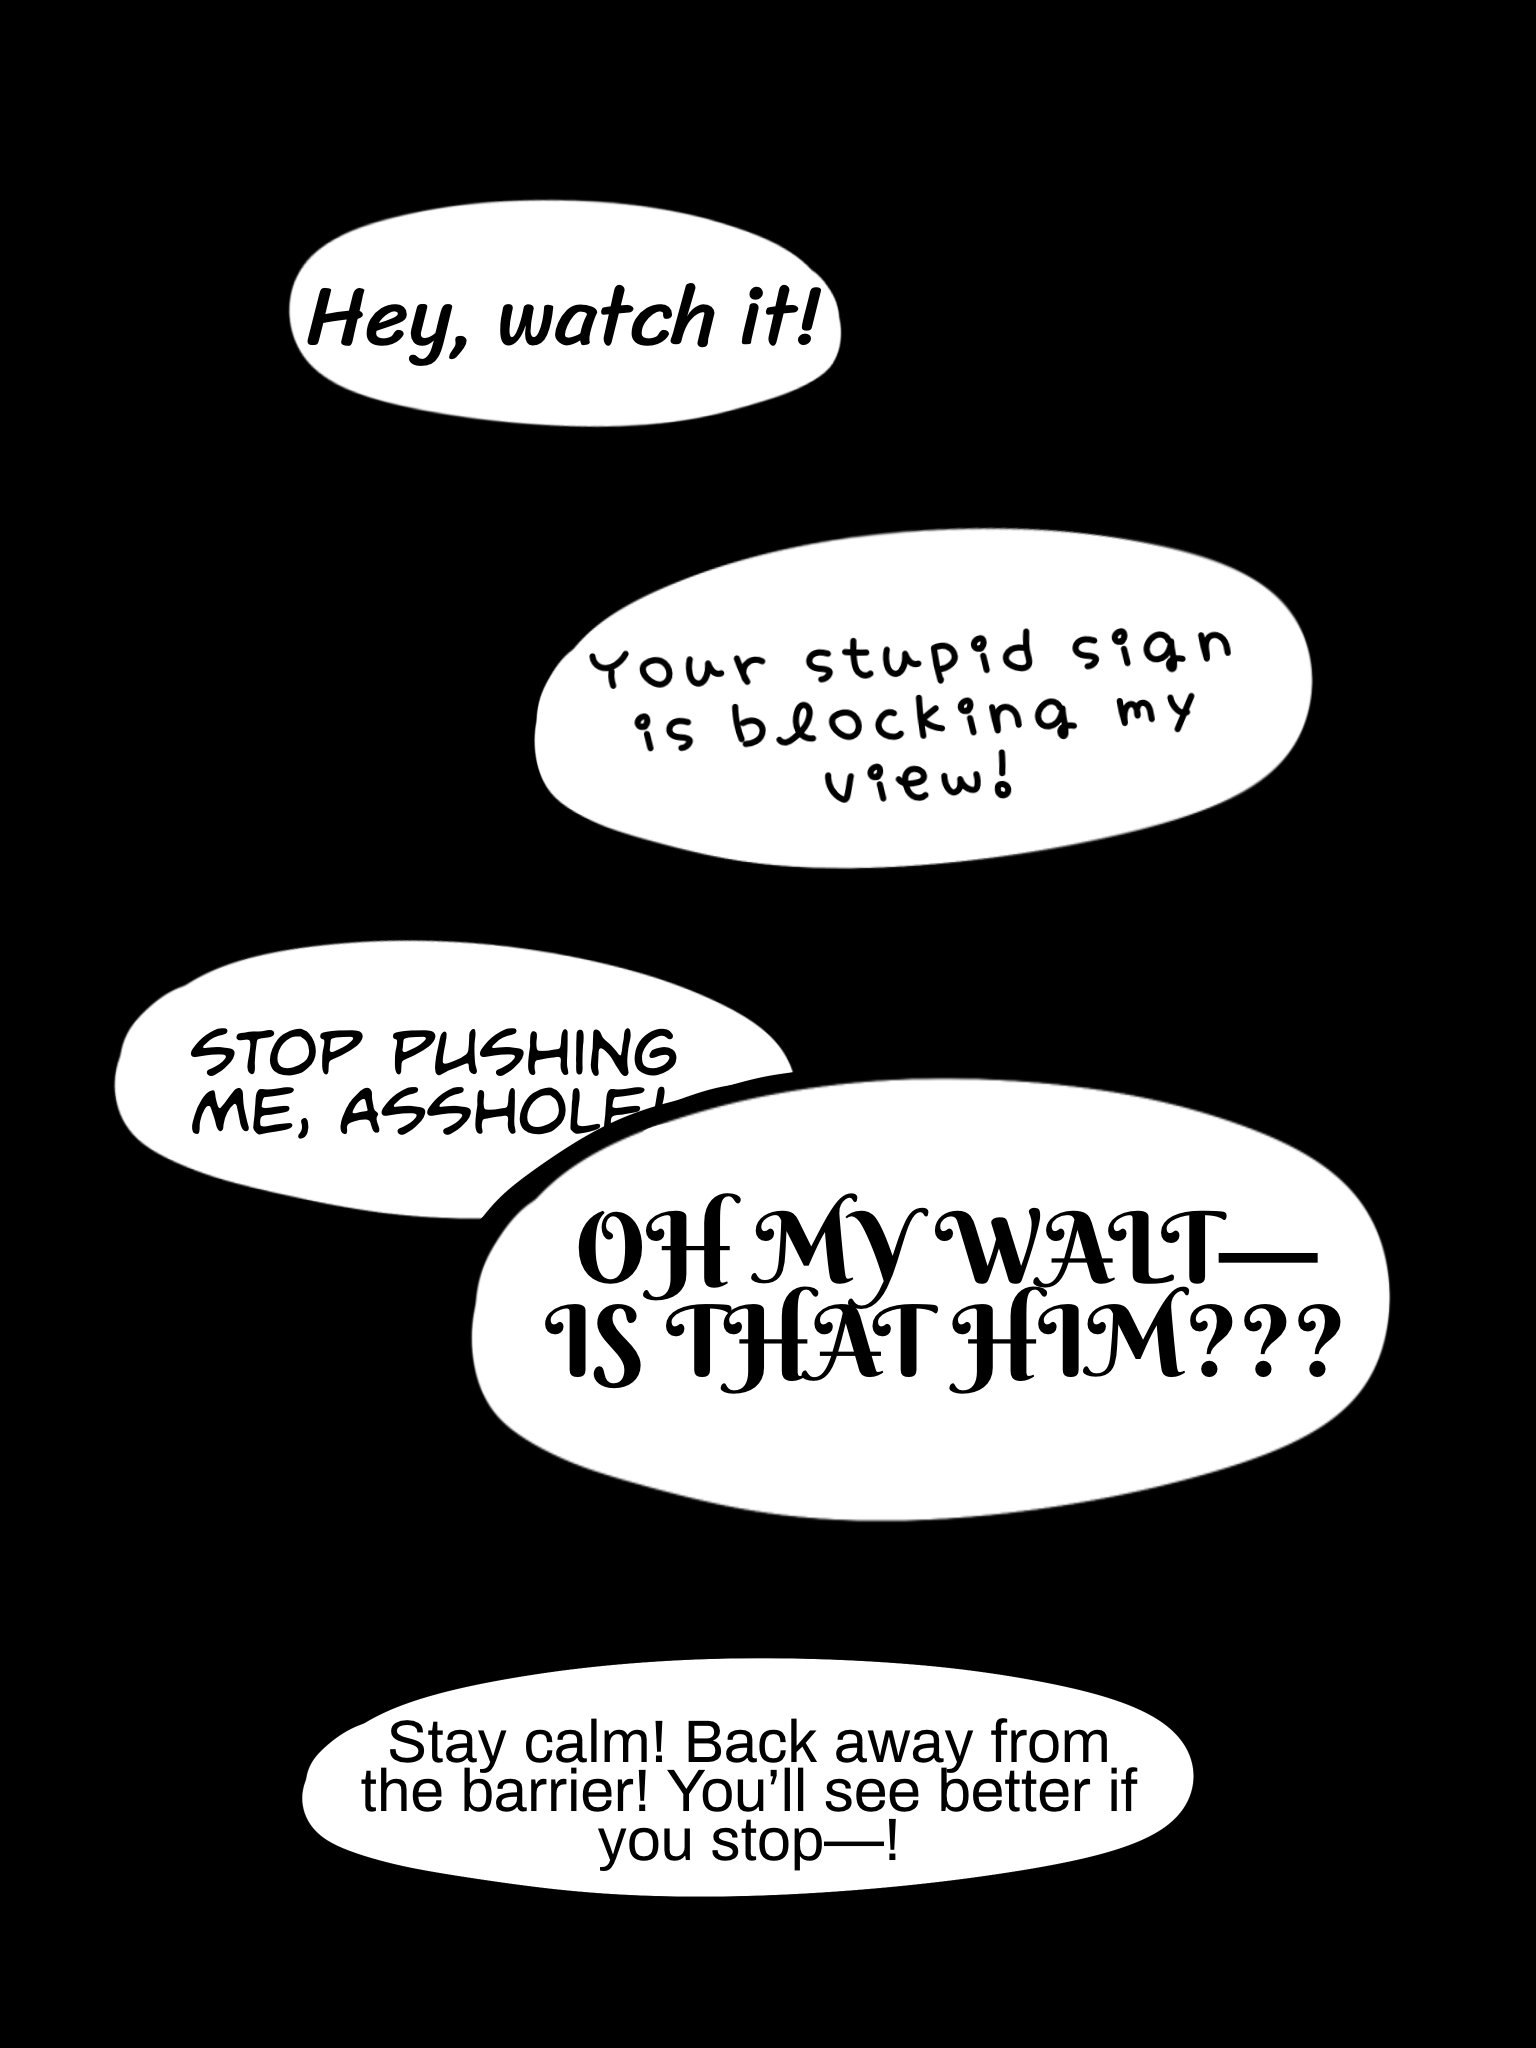 Hey, watch it!
Your stupid sign
is blocking my
view!
STOP PUSHING
ME, ASSHOLE!
OH MY WALT—
IS THAT HIM???
Stay calm! Back away from
the barrier! You’ll see better if
you stop—!